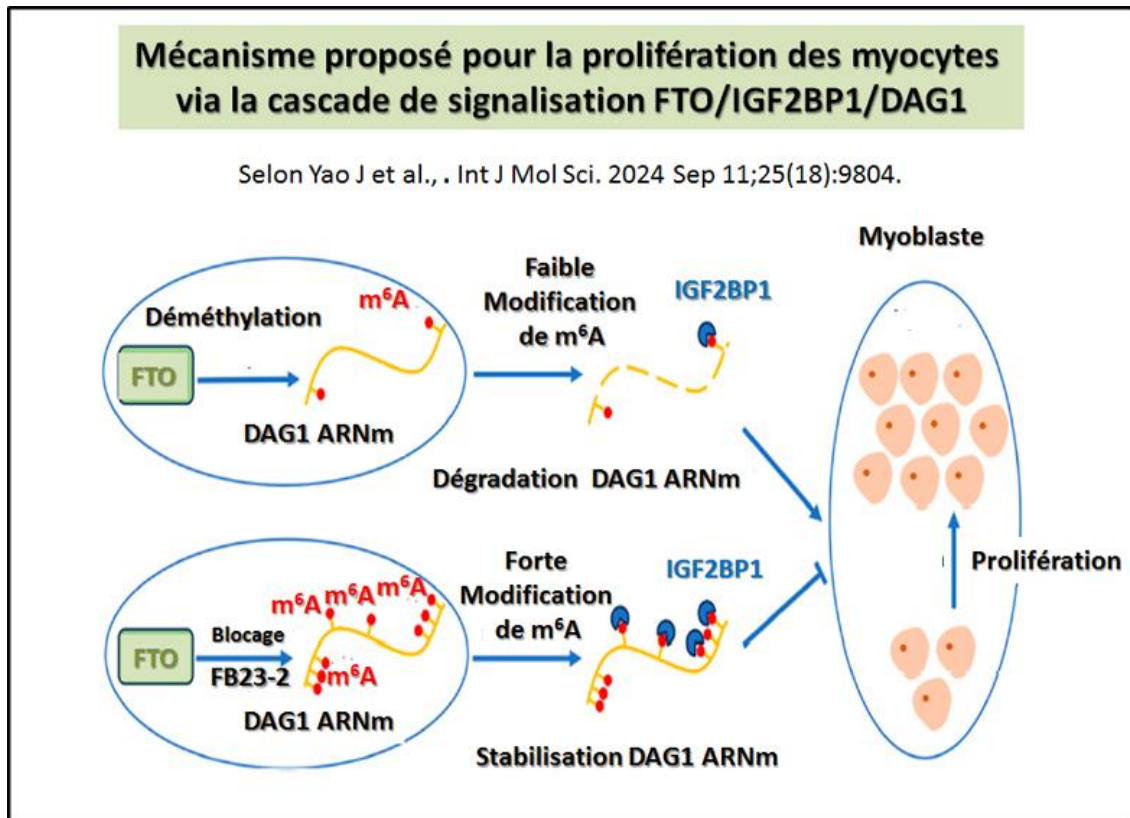 Mécanisme proposé pour la prolifération des myocytes
via la cascade de signalisation FTO/IGF2BP1/DAG1
Selon Yao J et al., . Int J Mol Sci. 2024 Sep 11;25(18):9804.
Myoblaste
Déméthylation
m⁶A
FTO
DAG1 ARNm
Faible
Modification
de m⁶A
IGF2BP1
Dégradation DAG1 ARNm
Prolifération
m⁶A
m⁶A
m⁶A
FTO
Blocage
FB23-2
m⁶A
DAG1 ARNm
Forte
Modification
de m⁶A
IGF2BP1
Stabilisation DAG1 ARNm